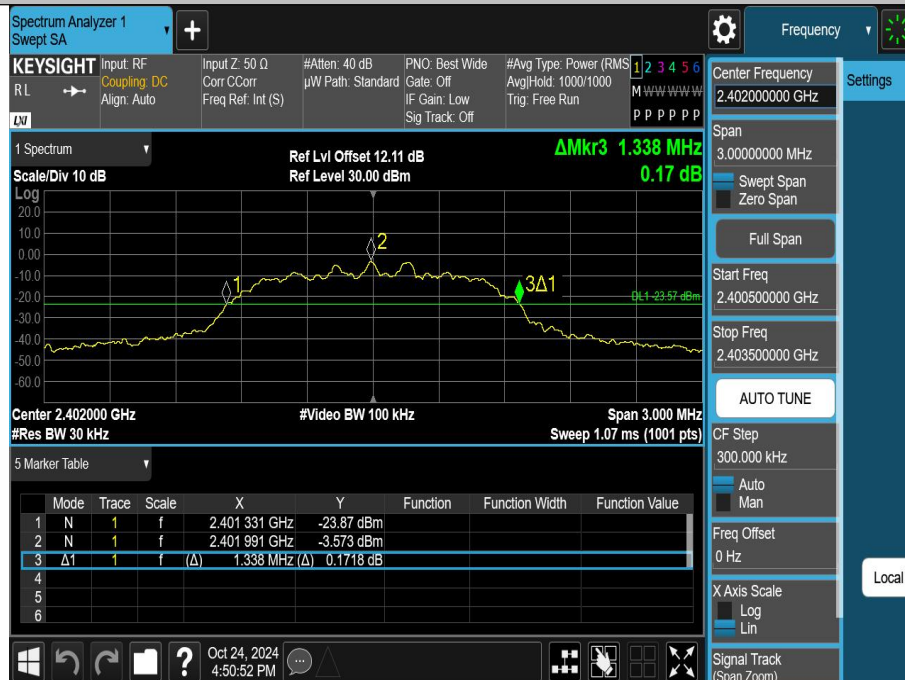 Spectrum Analyzer 1
Swept SA
+
Frequency
KEYSIGHT
RL
LXI
Input: RF
Coupling: DC
Align: Auto
Input Z: 50 Ω
Corr CCorr
Freq Ref: Int (S)
#Atten: 40 dB
µW Path: Standard
PNO: Best Wide
Gate: Off
IF Gain: Low
Sig Track: Off
#Avg Type: Power (RMS
Avg|Hold: 1000/1000
Trig: Free Run
1 2 3 4 5 6
M W W W W W
P P P P P P
1 Spectrum
Scale/Div 10 dB
Ref Lvl Offset 12.11 dB
Ref Level 30.00 dBm
ΔMkr3 1.338 MHz
0.17 dB
Log
20.0
10.0
0.00
-10.0
-20.0
-30.0
-40.0
-50.0
-60.0
1
2
3Δ1
DL1 -23.57 dBm
Center 2.402000 GHz
#Video BW 100 kHz
Span 3.000 MHz
#Res BW 30 kHz
Sweep 1.07 ms (1001 pts)
5 Marker Table
Mode Trace Scale X Y Function Function Width Function Value
1 N 1 f 2.401 331 GHz -23.87 dBm
2 N 1 f 2.401 991 GHz -3.573 dBm
3 Δ1 1 f (Δ) 1.338 MHz (Δ) 0.1718 dB
4
5
6
?
Oct 24, 2024
4:50:52 PM
Center Frequency
2.402000000 GHz
Span
3.00000000 MHz
Swept Span
Zero Span
Full Span
Start Freq
2.400500000 GHz
Stop Freq
2.403500000 GHz
AUTO TUNE
CF Step
300.000 kHz
Auto
Man
Freq Offset
0 Hz
X Axis Scale
Log
Lin
Signal Track
(Span Zoom)
Settings
Local